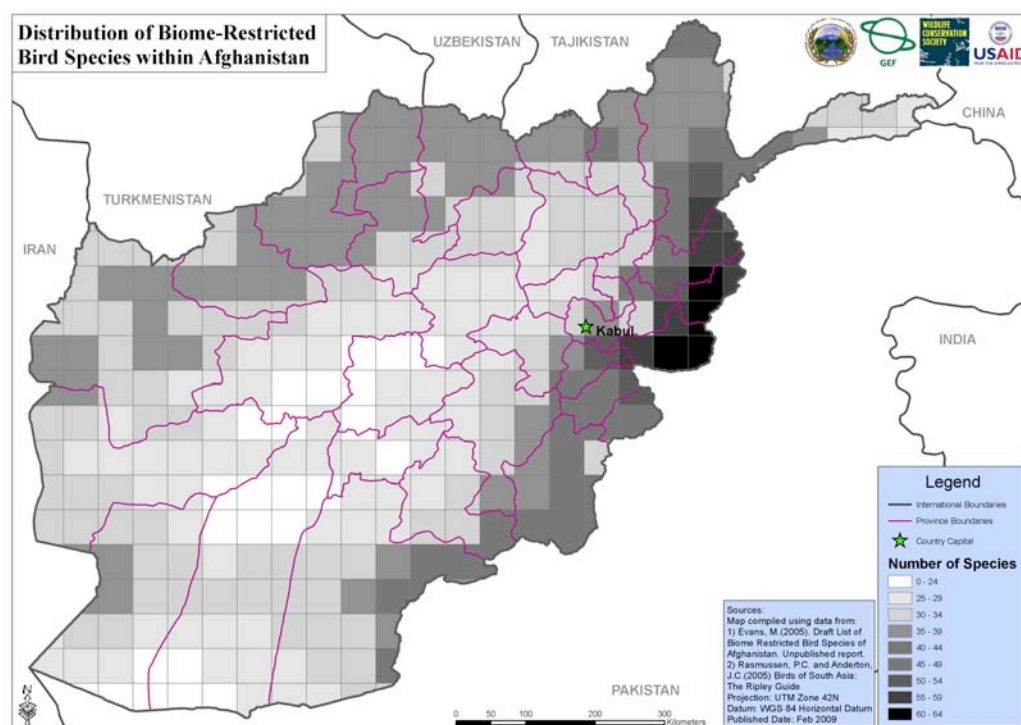 Distribution of Biome-Restricted
Bird Species within Afghanistan
UZBEKISTAN
TAJIKISTAN
GEF
WILDLIFE
CONSERVATION
SOCIETY
USAID
FROM THE AMERICAN PEOPLE
CHINA
TURKMENISTAN
IRAN
Kabul
INDIA
PAKISTAN
Legend
International Boundaries
Province Boundaries
Country Capital
Number of Species
0 - 24
25 - 29
30 - 34
35 - 39
40 - 44
45 - 49
50 - 54
55 - 59
60 - 64
Sources:
Map compiled using data from:
1) Evans, M.(2005). Draft List of
Biome Restricted Bird Species of
Afghanistan. Unpublished report.
2) Rasmussen, P.C. and Anderton,
J.C.(2005) Birds of South Asia:
The Ripley Guide
Projection: UTM Zone 42N
Datum: WGS 84 Horizontal Datum
Published Date: Feb 2009
N
0 50 100 200 300
Kilometers